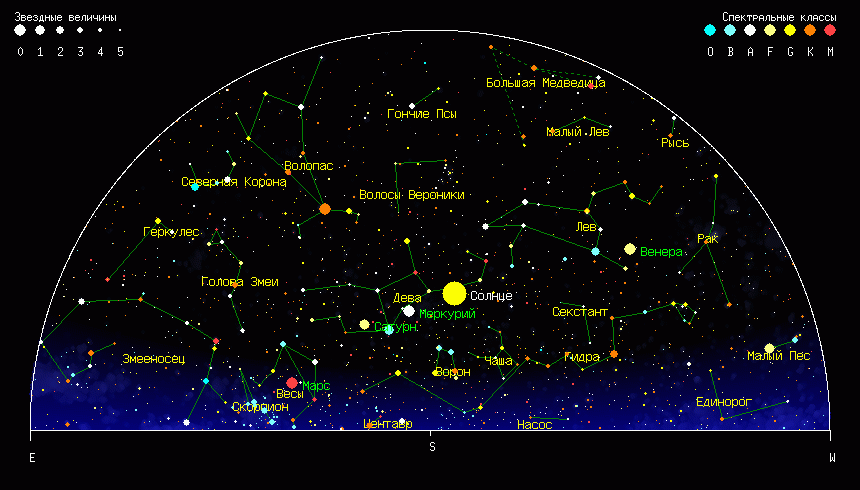 Звездные величины
0 1 2 3 4 5
Спектральные классы
O B A F G K M
Большая Медведица
Гончие Псы
Малый Лев
Рысь
Волопас
Северная Корона
Волосы Вероники
Геркулес
Лев
Рак
Венера
Голова Змеи
Дева
Солнце
Меркурий
Секстант
Сатурн
Змееносец
Чаша
Гидра
Малый Пес
Ворон
Марс
Весы
Скорпион
Единорог
Центавр
Насос
E
S
W